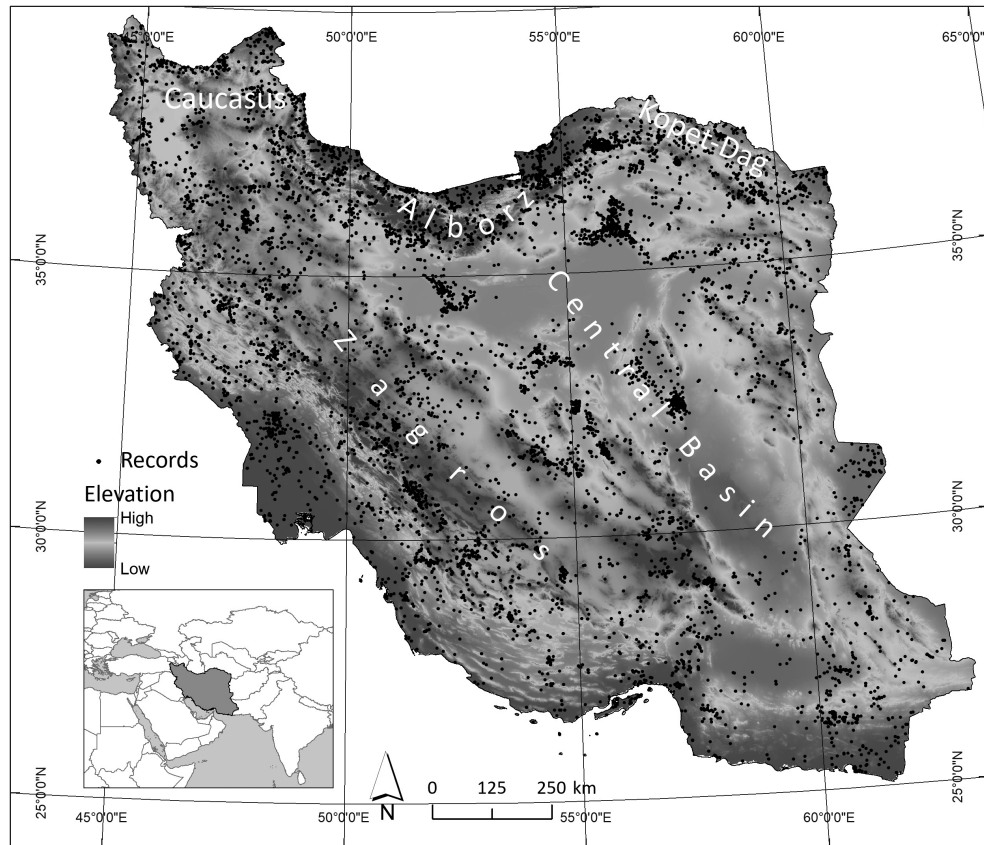 45°0'0"E 50°0'0"E 55°0'0"E 60°0'0"E 65°0'0"E
Caucasus
Kopet-Dag
Alborz
35°0'0"N
35°0'0"N
Central Basin
Zagros
Records
Elevation
High
Low
30°0'0"N
30°0'0"N
25°0'0"N
25°0'0"N
N
0 125 250 km
45°0'0"E 50°0'0"E 55°0'0"E 60°0'0"E